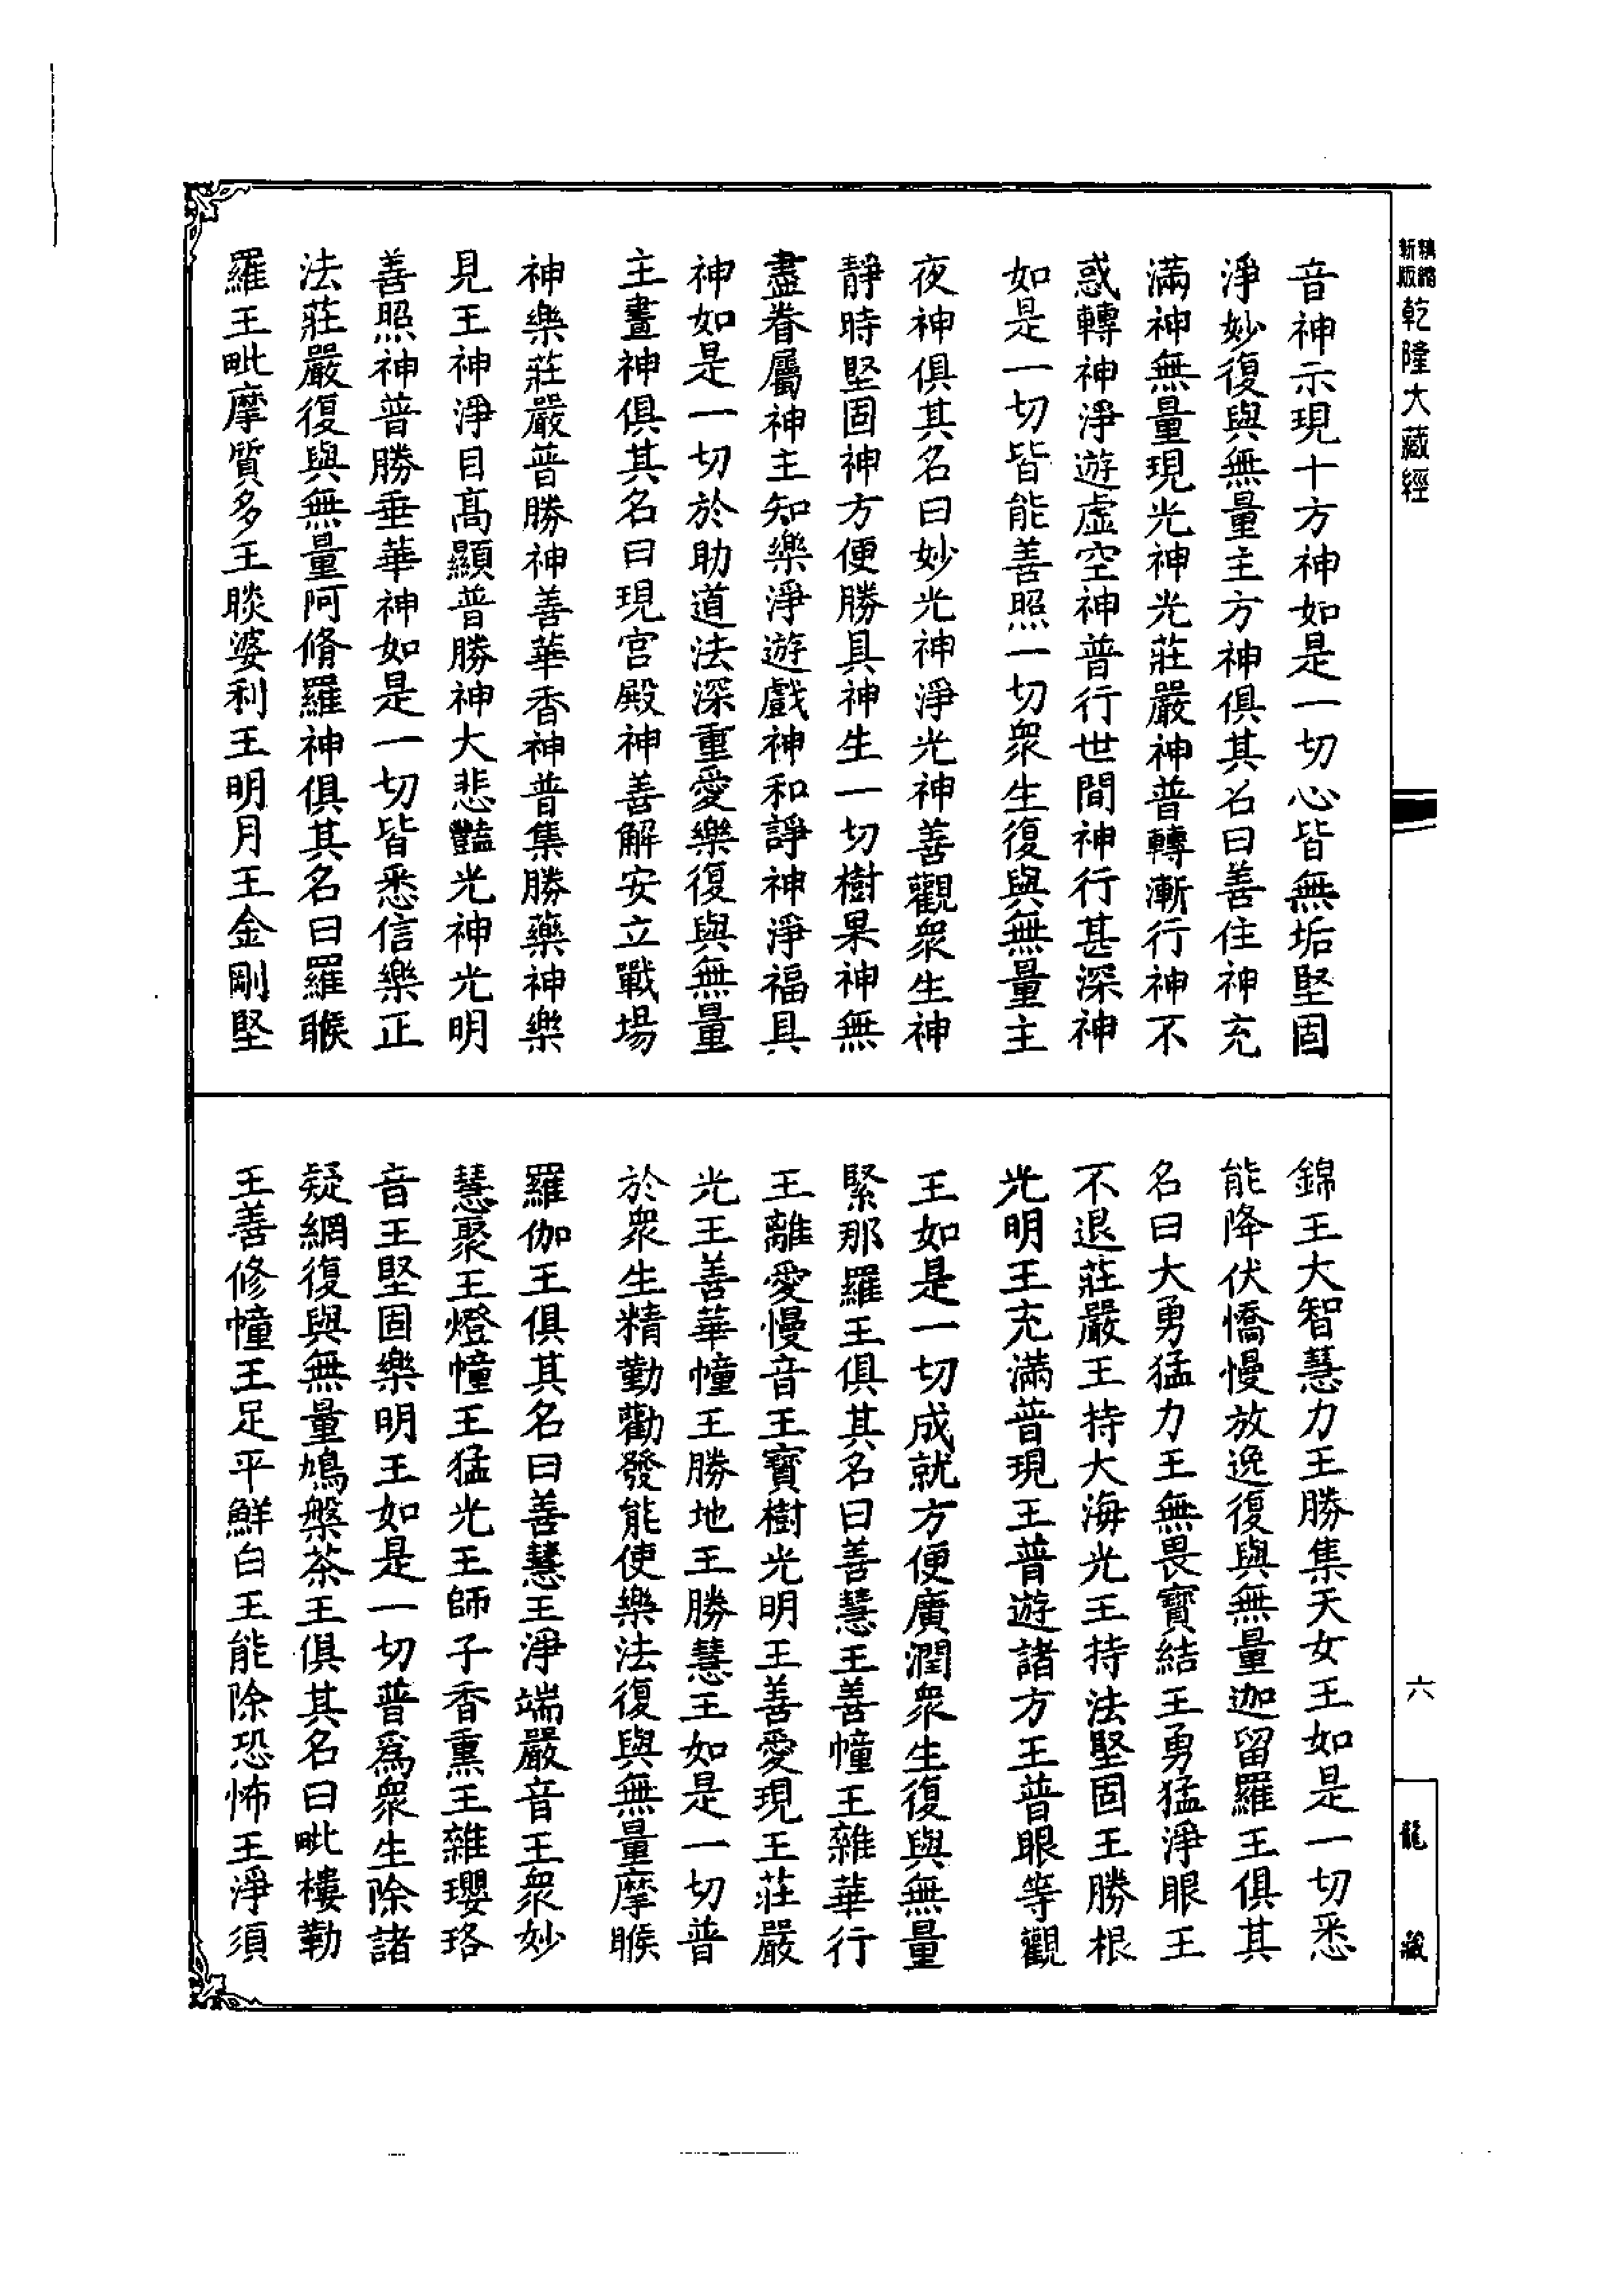 新版精縮乾隆大藏經
六
龍藏
音神示現十方神如是一切心皆無垢堅固
淨妙復與無量主方神俱其名曰善住神充
滿神無量現光神光莊嚴神普轉漸行神不
惑轉神淨遊虛空神普行世間神行甚深神
如是一切皆能善照一切衆生復與無量主
夜神俱其名曰妙光神淨光神善觀衆生神
靜時堅固神方便勝具神生一切樹果神無
盡眷屬神主知樂淨遊戲神和諍神淨福具
神如是一切於助道法深重愛樂復與無量
主晝神俱其名曰現宮殿神善解安立戰場
神樂莊嚴普勝神善華香神普集勝藥神樂
見王神淨目髙顯普勝神大悲豔光神光明
善照神普勝垂華神如是一切皆悉信樂正
法莊嚴復與無量阿脩羅神俱其名曰羅睺
羅王毗摩質多王睒婆利王明月王金剛堅
錦王大智慧力王勝集天女王如是一切悉
能降伏憍慢放逸復與無量迦留羅王俱其
名曰大勇猛力王無畏寳結王勇猛淨眼王
不退莊嚴王持大海光王持法堅固王勝根
光明王充滿普現王普遊諸方王普眼等觀
王如是一切成就方便廣潤衆生復與無量
緊那羅王俱其名曰善慧王善幢王雜華行
王離愛慢音王寳樹光明王善愛現王莊嚴
光王善華幢王勝地王勝慧王如是一切普
於衆生精勤勸發能使樂法復與無量摩睺
羅伽王俱其名曰善慧王淨端嚴音王衆妙
慧聚王燈幢王猛光王師子香熏王雜瓔珞
音王堅固樂明王如是一切普爲衆生除諸
疑網復與無量鳩槃茶王俱其名曰毗樓勒
王善修幢王足平鮮白王能除恐怖王淨須